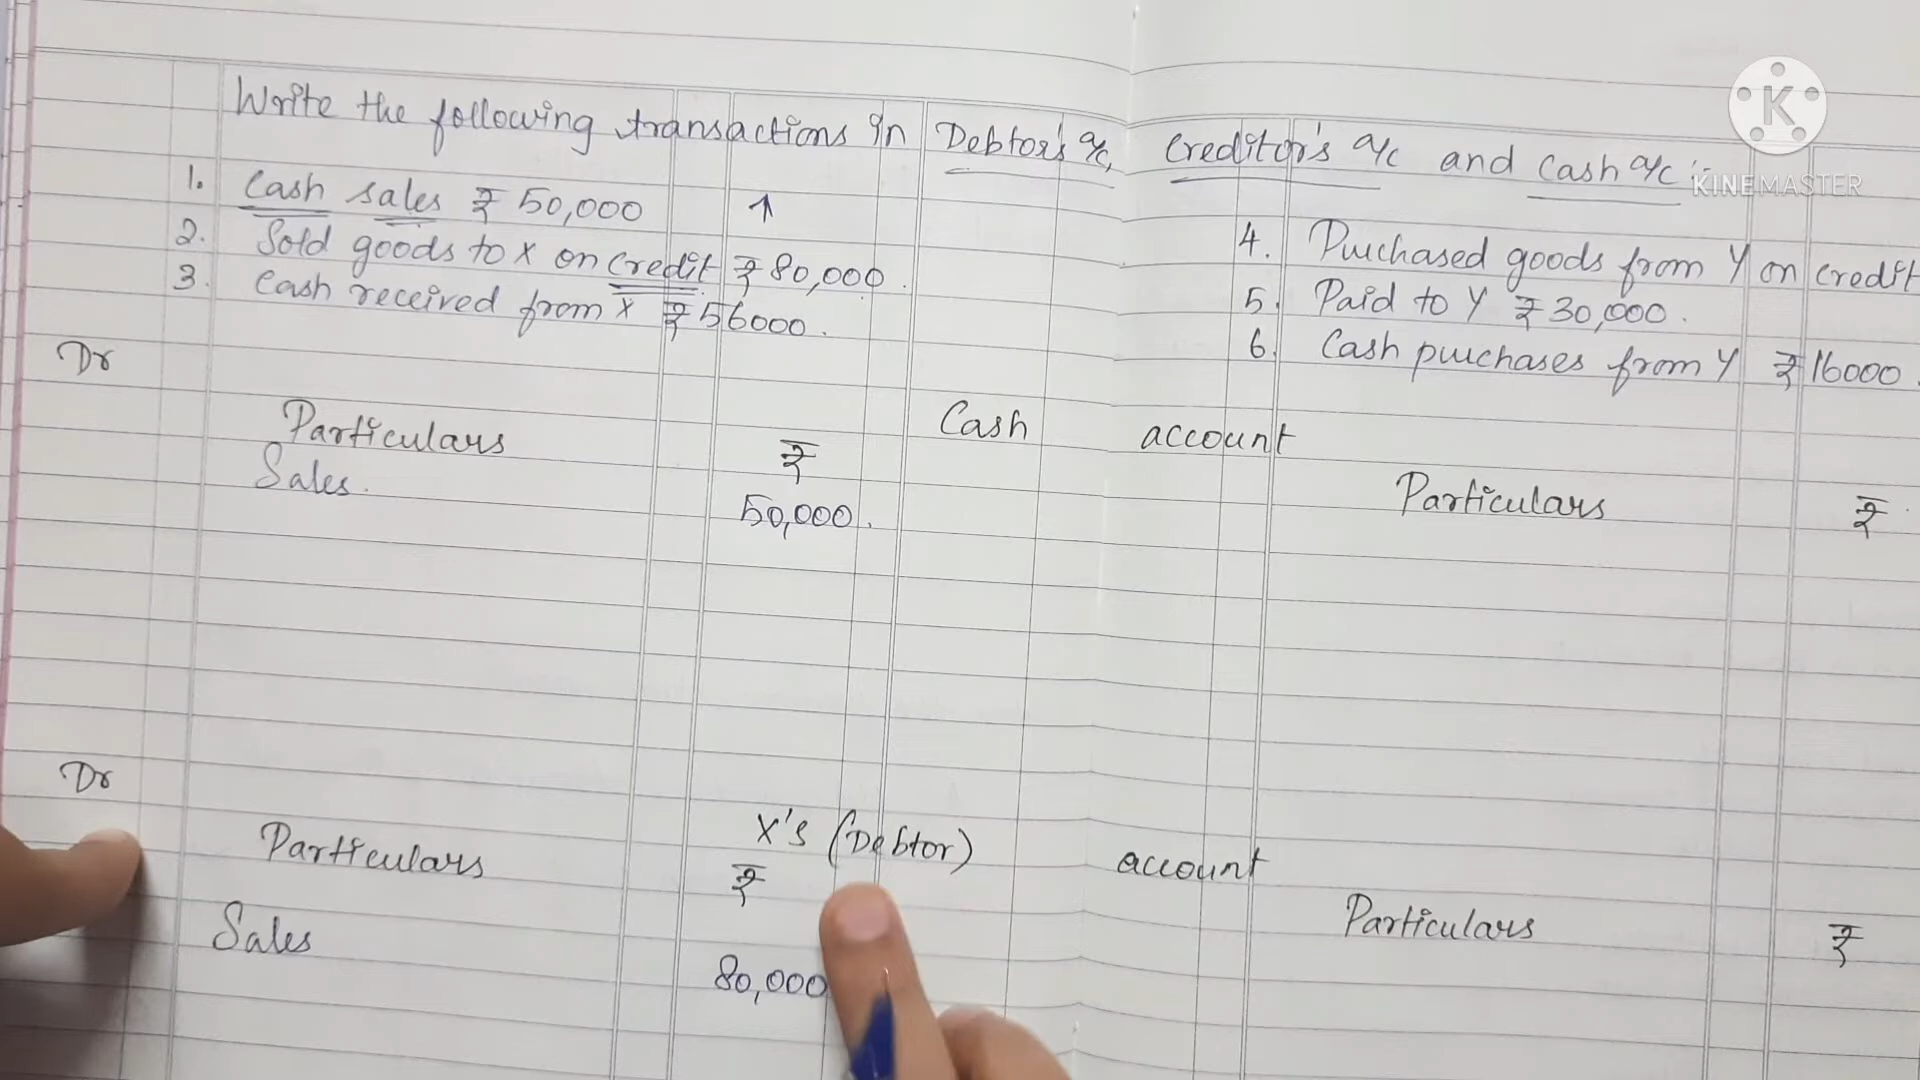 Write the following transactions in Debtor's a/c, Creditor's a/c and Cash a/c :-
1. Cash sales ₹ 50,000 ↑
2. Sold goods to X on credit ₹ 80,000.
3. Cash received from X ₹ 56000.
4. Purchased goods from Y on credit
5. Paid to Y ₹ 30,000.
6. Cash purchases from Y ₹ 16000.
K
KINEMASTER
Dr
Cash account
Particulars ₹ Particulars ₹
Sales. 50,000.
Dr
X's (Debtor) account
Particulars ₹ Particulars ₹
Sales 80,000